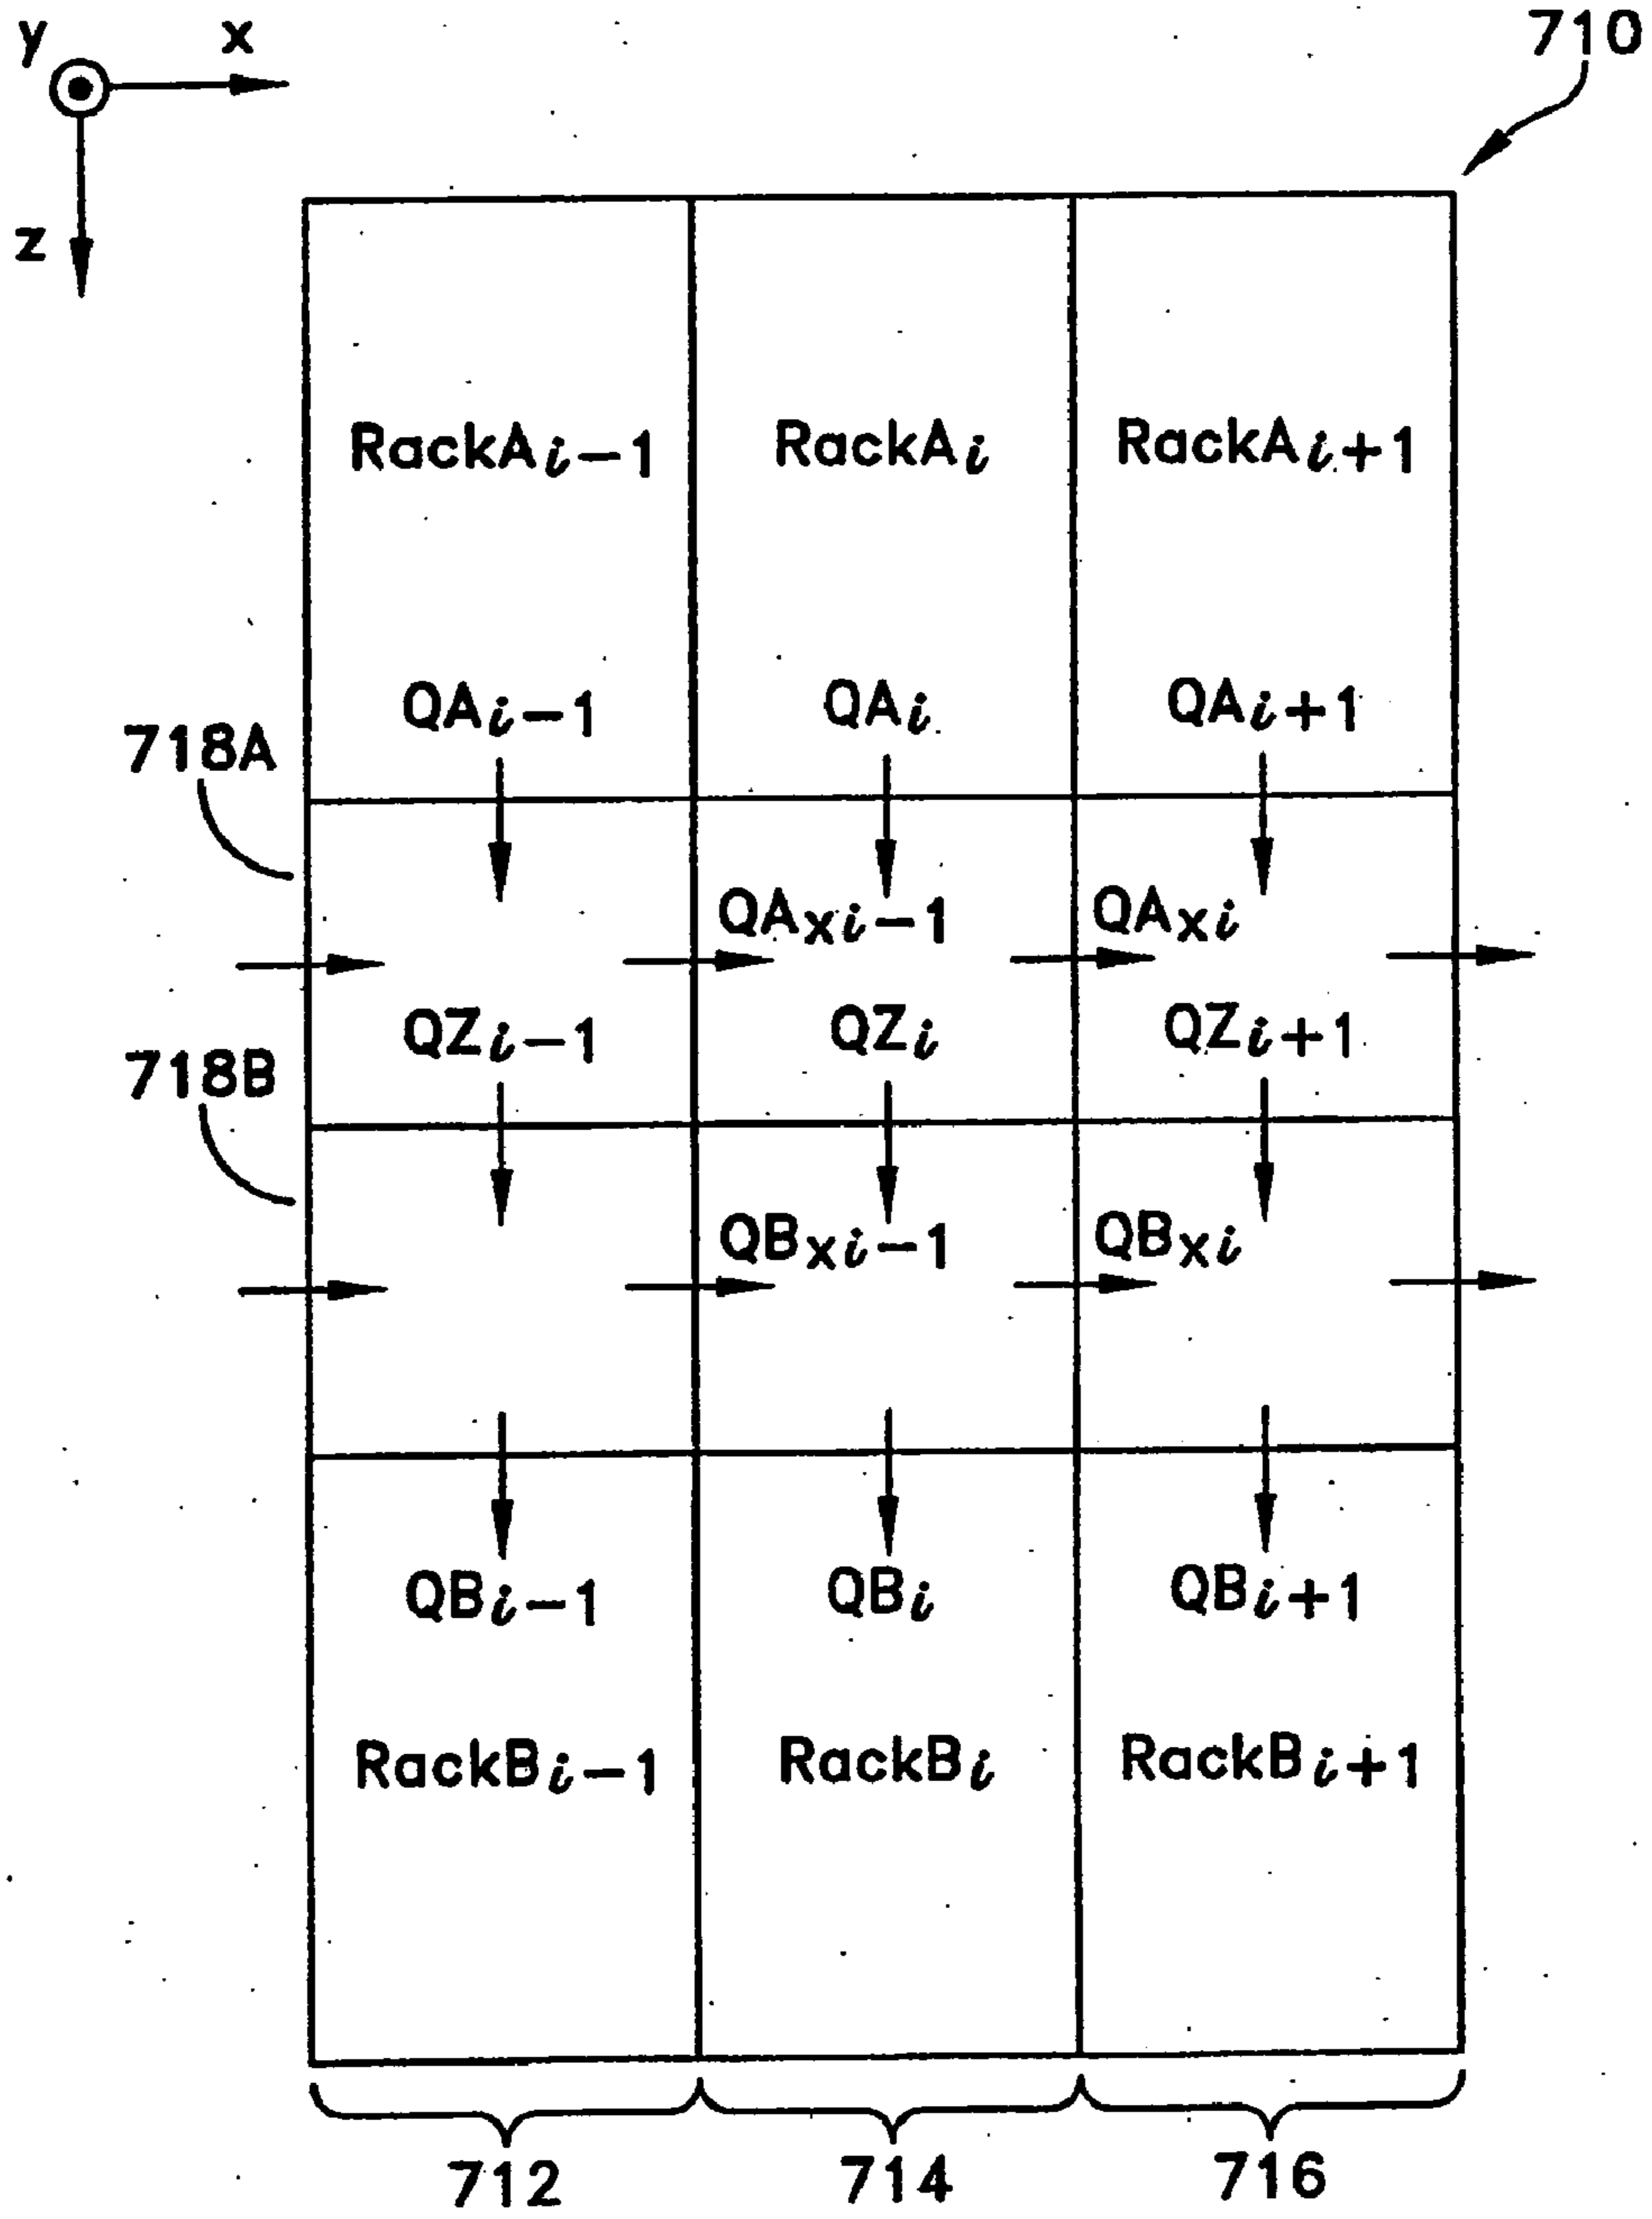 y x 710
z
RackAi-1 RackAi RackAi+1
QAi-1 QAi QAi+1
718A
QAxi-1 QAxi
QZi-1 QZi QZi+1
718B
QBxi-1 QBxi
QBi-1 QBi QBi+1
RackBi-1 RackBi RackBi+1
712 714 716